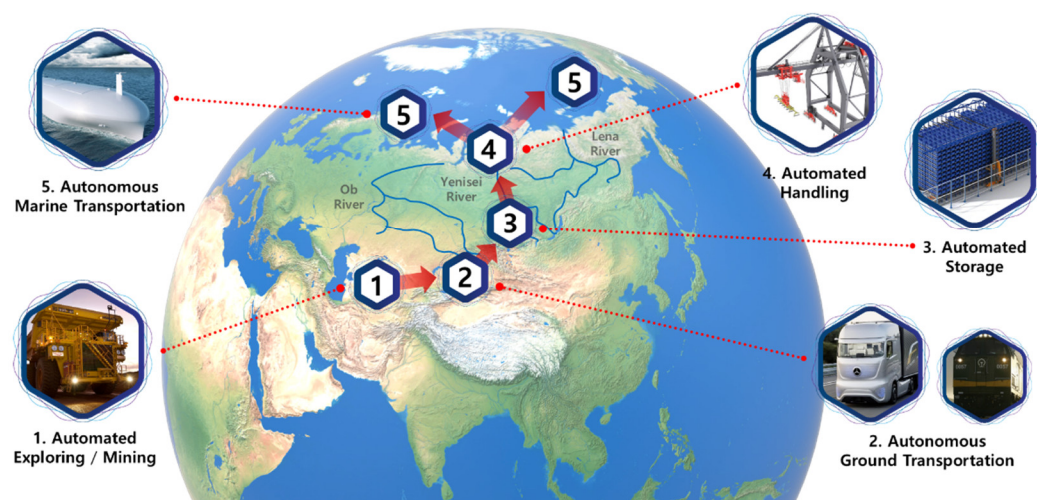 5
5
4
3
2
1
Ob
River
Yenisei
River
Lena
River
5. Autonomous
Marine Transportation
4. Automated
Handling
3. Automated
Storage
1. Automated
Exploring / Mining
2. Autonomous
Ground Transportation